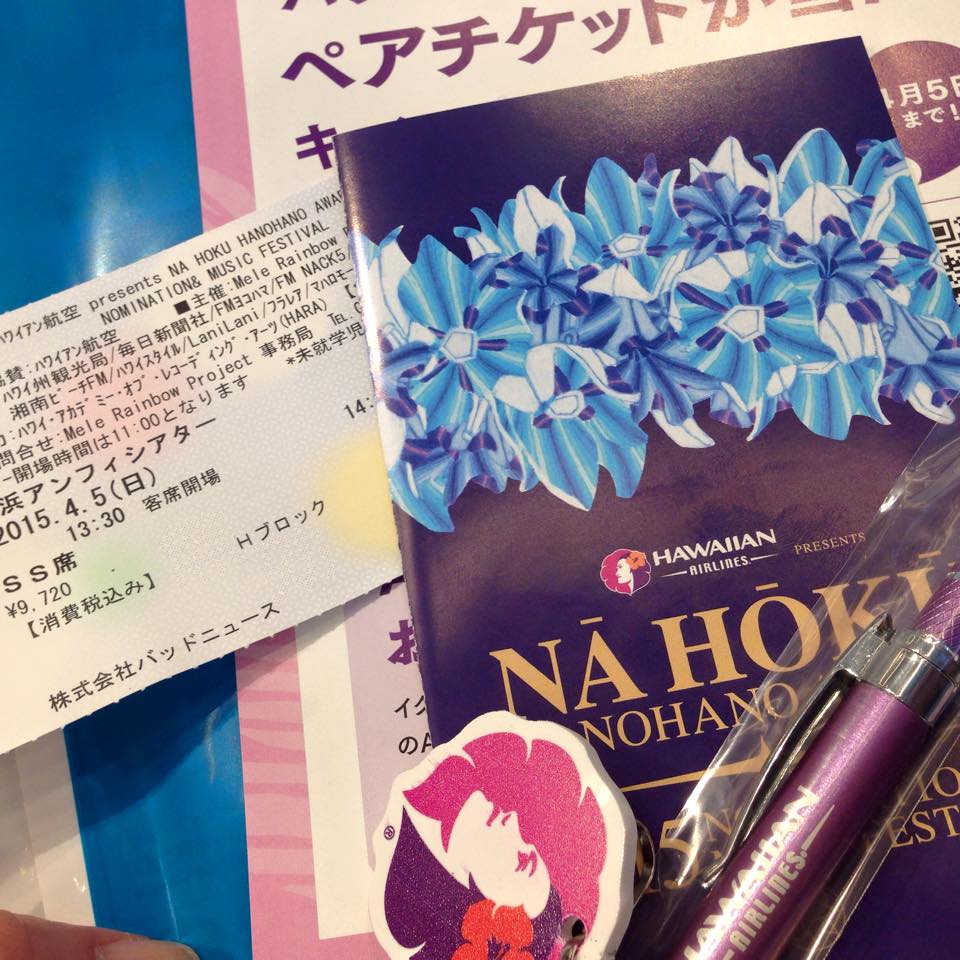 ペアチケットが
月5日
まで!
ハワイアン航空 presents NA HOKU HANOHANO
NOMINATION& MUSIC FESTIVAL
協賛:ハワイアン航空 ■主催:Mele Rainbow
ハワイ州観光局/毎日新聞社/FMヨコハマ/FM NACK5/
湘南ビーチFM/ハワイスタイル/LaniLani/フラレア/マハロモー
ハワイ・アカデミー・オブ・レコーディング・アーツ(HARA)
問合せ:Mele Rainbow Project 事務局 TEL.
開場時間は11:00となります *未就学児
浜アンフィシアター
2015.4.5(日) 14:
13:30 客席開場
SS席 Hブロック
¥9,720
【消費税込み】
株式会社バッドニュース
HAWAIIAN
AIRLINES. PRESENTS
NĀ HŌKŪ
NOHANO
のA
®
HAWAIIAN
AIRLINES.